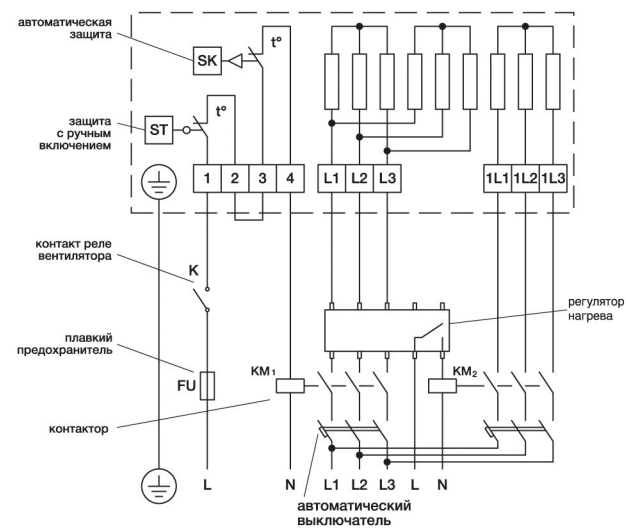 автоматическая
защита
SK
t°
t°
ST
защита
с ручным
включением
1 2 3 4 L1 L2 L3 1L1 1L2 1L3
контакт реле
вентилятора
K
регулятор
нагрева
плавкий
предохранитель
FU
KM1
KM2
контактор
L N L1 L2 L3 L N
автоматический
выключатель